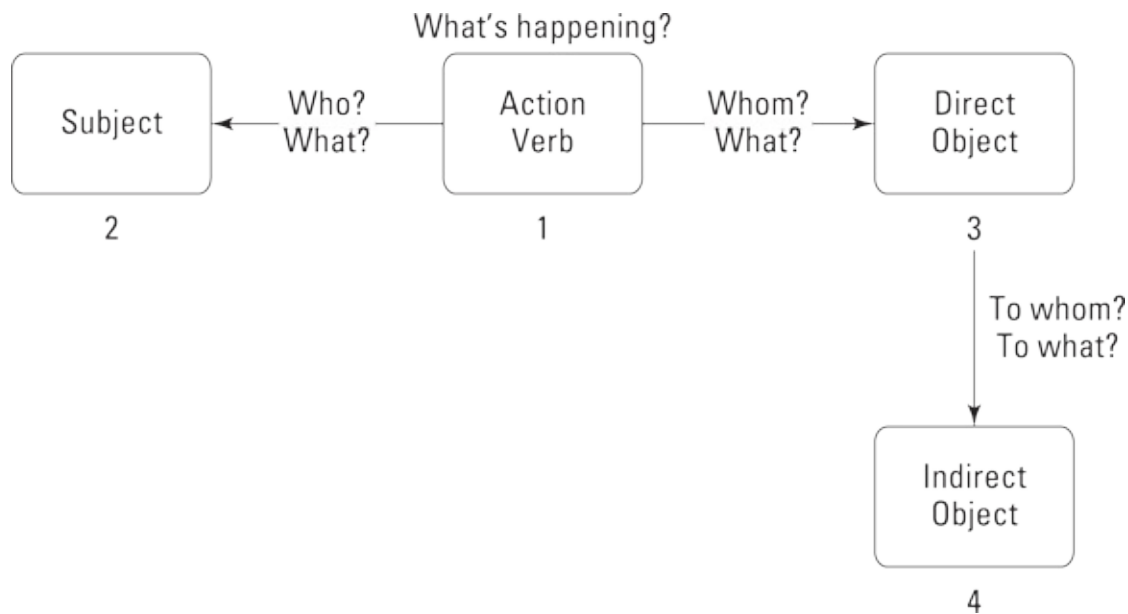 What's happening?
Subject
Who?
What?
Action
Verb
Whom?
What?
Direct
Object
2
1
3
To whom?
To what?
Indirect
Object
4